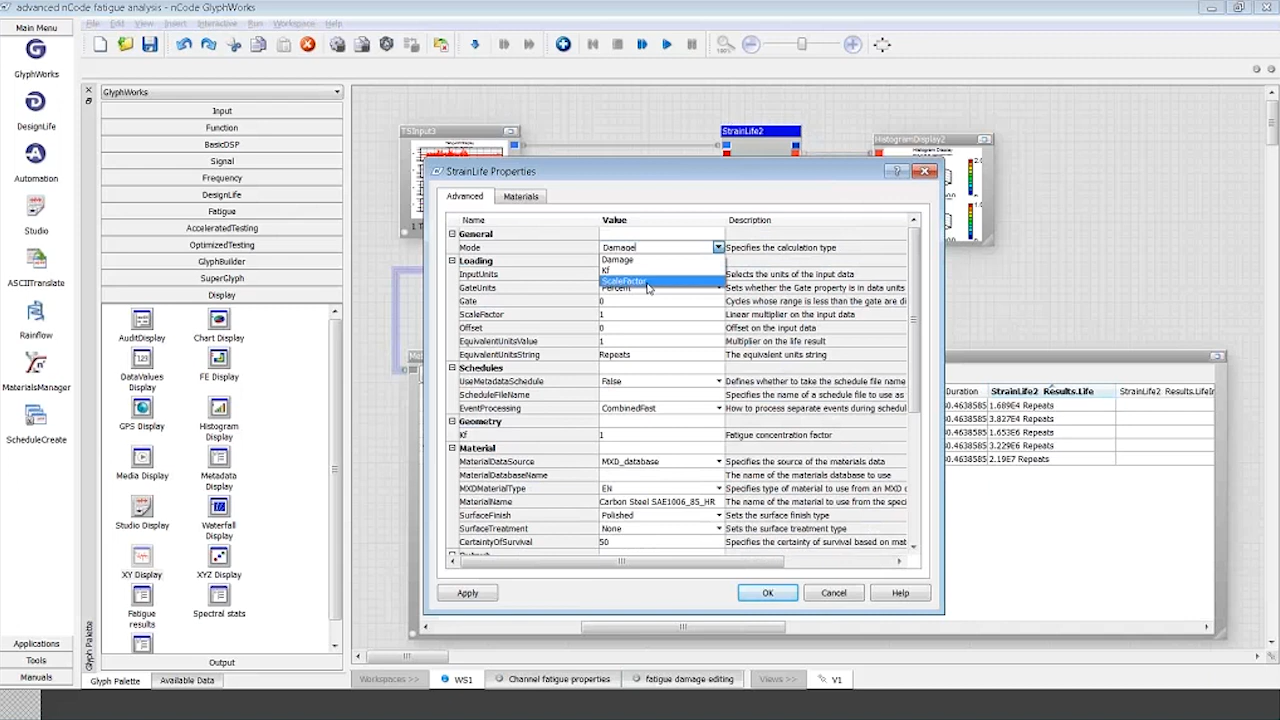 advanced nCode fatigue analysis - nCode GlyphWorks
Main Menu
File Edit View Insert Interactive Run Workspace Help
GlyphWorks
DesignLife
Automation
Studio
ASCIITranslate
Rainflow
MaterialsManager
ScheduleCreate
Applications
Tools
Manuals
GlyphWorks
Input
Function
BasicDSP
Signal
Frequency
DesignLife
Fatigue
AcceleratedTesting
OptimizedTesting
GlyphBuilder
SuperGlyph
Display
AuditDisplay
Chart Display
DataValues Display
FE Display
GPS Display
Histogram Display
Media Display
Metadata Display
Studio Display
Waterfall Display
XY Display
XYZ Display
Fatigue results
Spectral stats
Output
Glyph Palette
Glyph Palette
Available Data
100%
TSInput3
StrainLife2
HistogramDisplay2
StrainLife Properties
Advanced
Materials
Name Value Description
General
Mode Damage Specifies the calculation type
Damage
Kf
ScaleFactor
Loading
InputUnits Selects the units of the input data
GateUnits Percent Sets whether the Gate property is in data units
Gate 0 Cycles whose range is less than the gate are di
ScaleFactor 1 Linear multiplier on the input data
Offset 0 Offset on the input data
EquivalentUnitsValue 1 Multiplier on the life result
EquivalentUnitsString Repeats The equivalent units string
Schedules
UseMetadataSchedule False Defines whether to take the schedule file name
ScheduleFileName Specifies the name of a schedule file to use as
EventProcessing CombinedFast How to process separate events during schedul
Geometry
Kf 1 Fatigue concentration factor
Material
MaterialDataSource MXD_database Specifies the source of the materials data
MaterialDatabaseName The name of the materials database to use
MXDMaterialType EN Specifies type of material to use from an MXD d
MaterialName Carbon Steel SAE1006_85_HR The name of the material to use from the speci
SurfaceFinish Polished Sets the surface finish type
SurfaceTreatment None Sets the surface treatment type
CertaintyOfSurvival 50 Specifies the certainty of survival based on mat
Apply
OK
Cancel
Help
Duration StrainLife2_Results.Life StrainLife2_Results.LifeIn
0.4638585 1.689E4 Repeats
0.4638585 3.827E4 Repeats
0.4638585 1.653E6 Repeats
0.4638585 3.229E6 Repeats
0.4638585 2.19E7 Repeats
Workspaces >>
WS1
Channel fatigue properties
fatigue damage editing
Views >>
V1